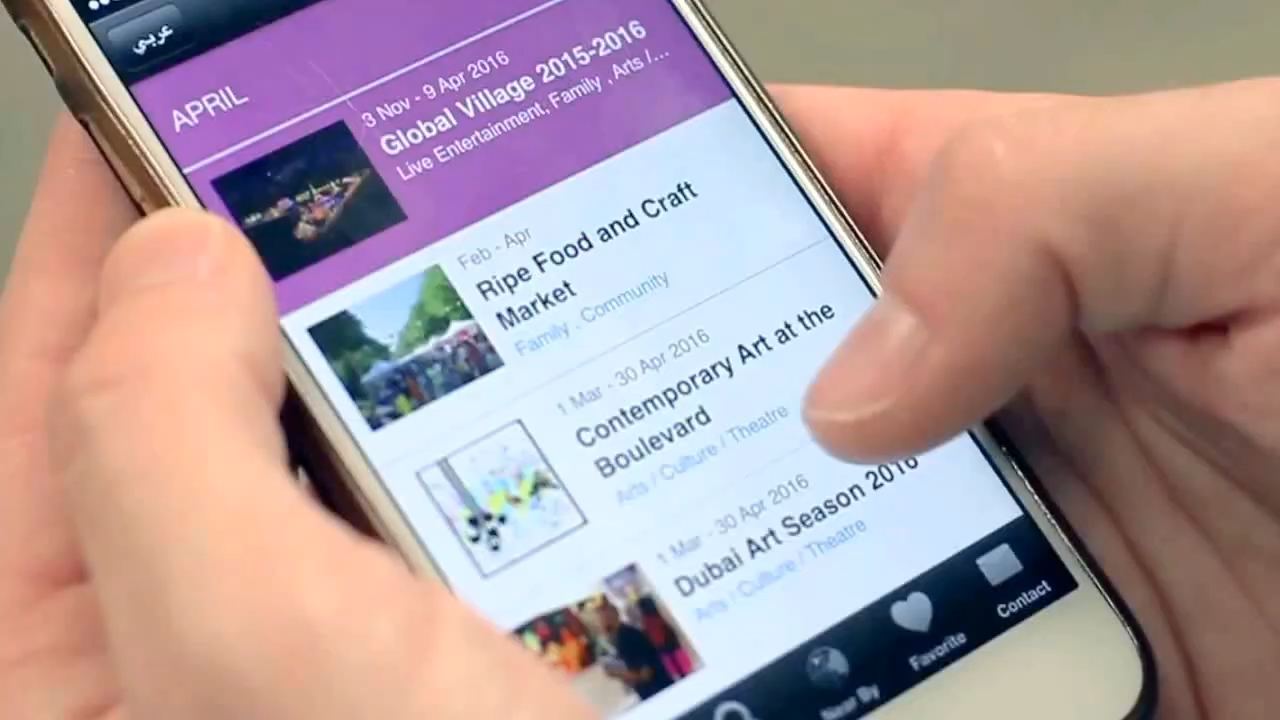 عربي
APRIL
3 Nov - 9 Apr 2016
Global Village 2015-2016
Live Entertainment, Family , Arts /...
Feb - Apr
Ripe Food and Craft
Market
Family , Community
1 Mar - 30 Apr 2016
Contemporary Art at the
Boulevard
Arts / Culture / Theatre
1 Mar - 30 Apr 2016
Dubai Art Season 2016
Arts / Culture / Theatre
Near By
Favorite
Contact